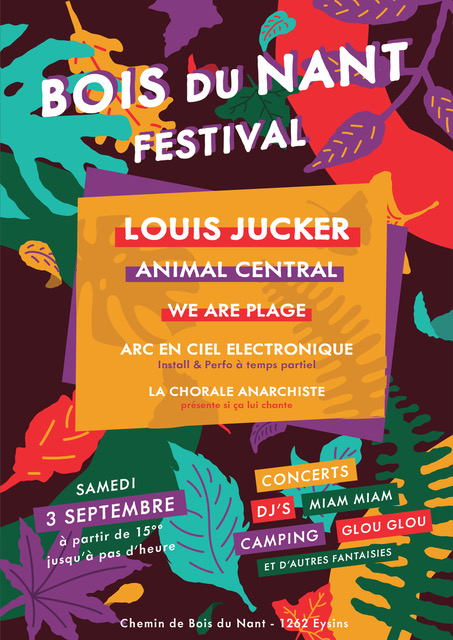 BOIS DU NANT
FESTIVAL
LOUIS JUCKER
ANIMAL CENTRAL
WE ARE PLAGE
ARC EN CIEL ELECTRONIQUE
Install & Perfo à temps partiel
LA CHORALE ANARCHISTE
présente si ça lui chante
SAMEDI
3 SEPTEMBRE
à partir de 15°°
jusqu'à pas d'heure
CONCERTS
DJ'S
MIAM MIAM
CAMPING
GLOU GLOU
ET D'AUTRES FANTAISIES
Chemin de Bois du Nant - 1262 Eysins